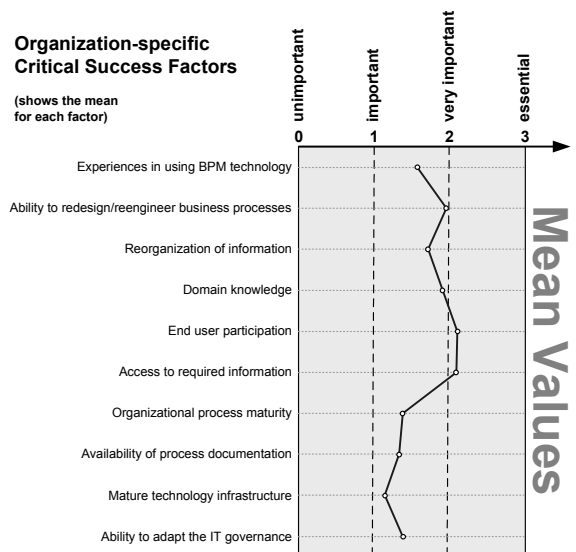 Organization-specific
Critical Success Factors
(shows the mean
for each factor)
unimportant
important
very important
essential
0 1 2 3
Experiences in using BPM technology
Ability to redesign/reengineer business processes
Reorganization of information
Domain knowledge
End user participation
Access to required information
Organizational process maturity
Availability of process documentation
Mature technology infrastructure
Ability to adapt the IT governance
Mean Values